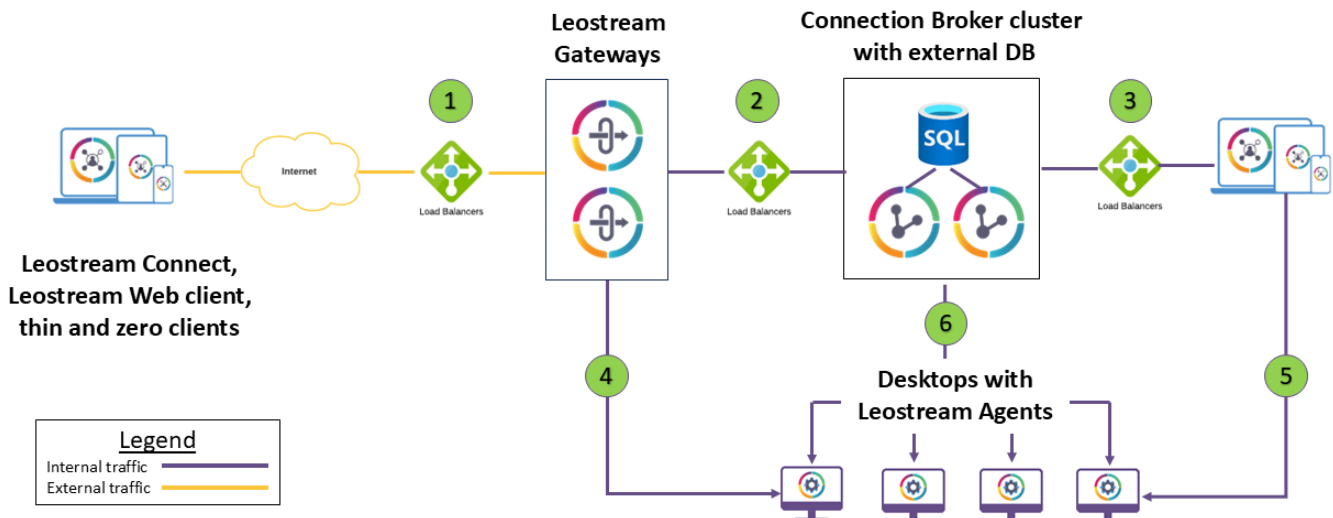 Leostream
Gateways
Connection Broker cluster
with external DB
1
2
3
SQL
Internet
Load Balancers
Load Balancers
Load Balancers
Leostream Connect,
Leostream Web client,
thin and zero clients
4
6
5
Desktops with
Leostream Agents
Legend
Internal traffic
External traffic